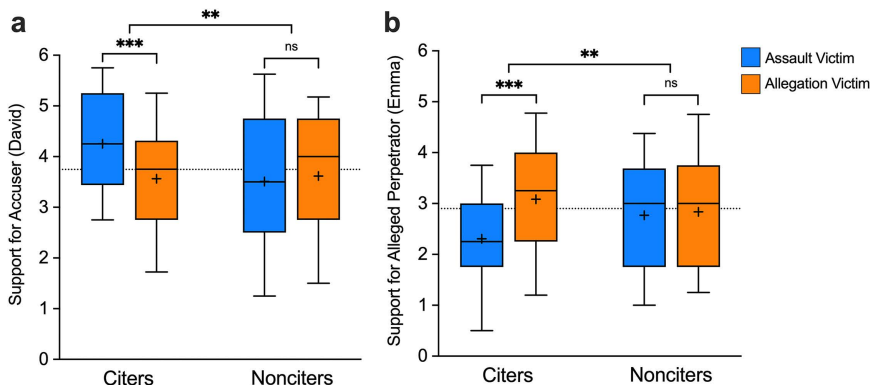 a
**
***
ns
6
5
4
3
2
1
0
Support for Accuser (David)
Citers
Nonciters
b
**
***
ns
6
5
4
3
2
1
0
Support for Alleged Perpetrator (Emma)
Citers
Nonciters
Assault Victim
Allegation Victim